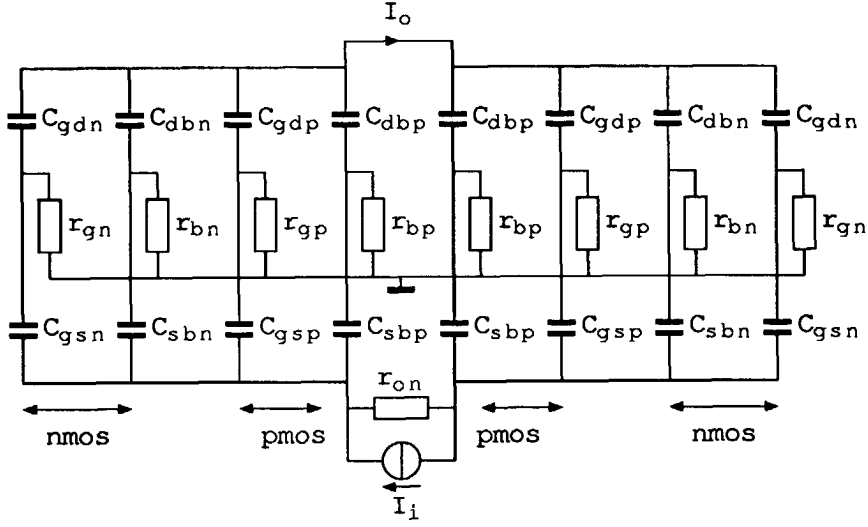 I_o
C_gdn C_dbn C_gdp C_dbp C_dbp C_gdp C_dbn C_gdn
r_gn r_bn r_gp r_bp r_bp r_gp r_bn r_gn
C_gsn C_sbn C_gsp C_sbp C_sbp C_gsp C_sbn C_gsn
r_on
nmos pmos pmos nmos
I_i